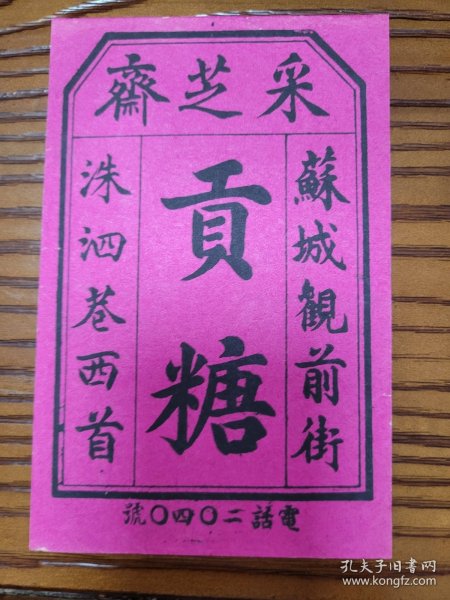 采芝齋
蘇城觀前街
貢糖
洙泗巷西首
電話二〇四〇號
孔夫子旧书网
www.kongfz.com